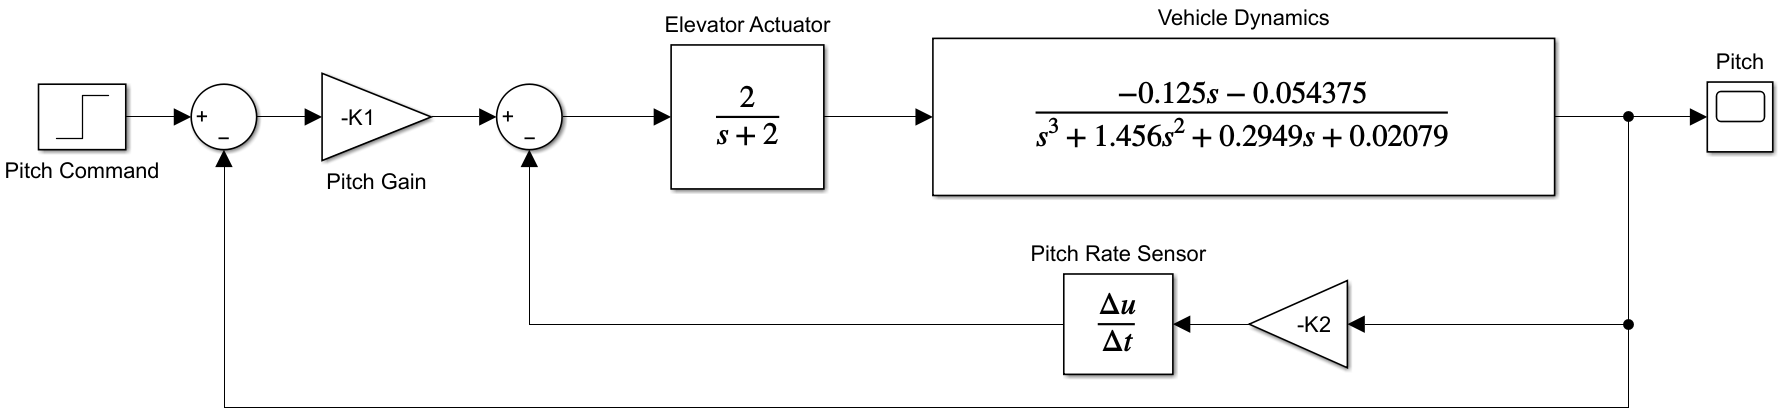 Elevator Actuator
Vehicle Dynamics
Pitch
2
s + 2
−0.125s − 0.054375
s³ + 1.456s² + 0.2949s + 0.02079
+
−
-K1
+
−
Pitch Command
Pitch Gain
Pitch Rate Sensor
Δu
Δt
-K2